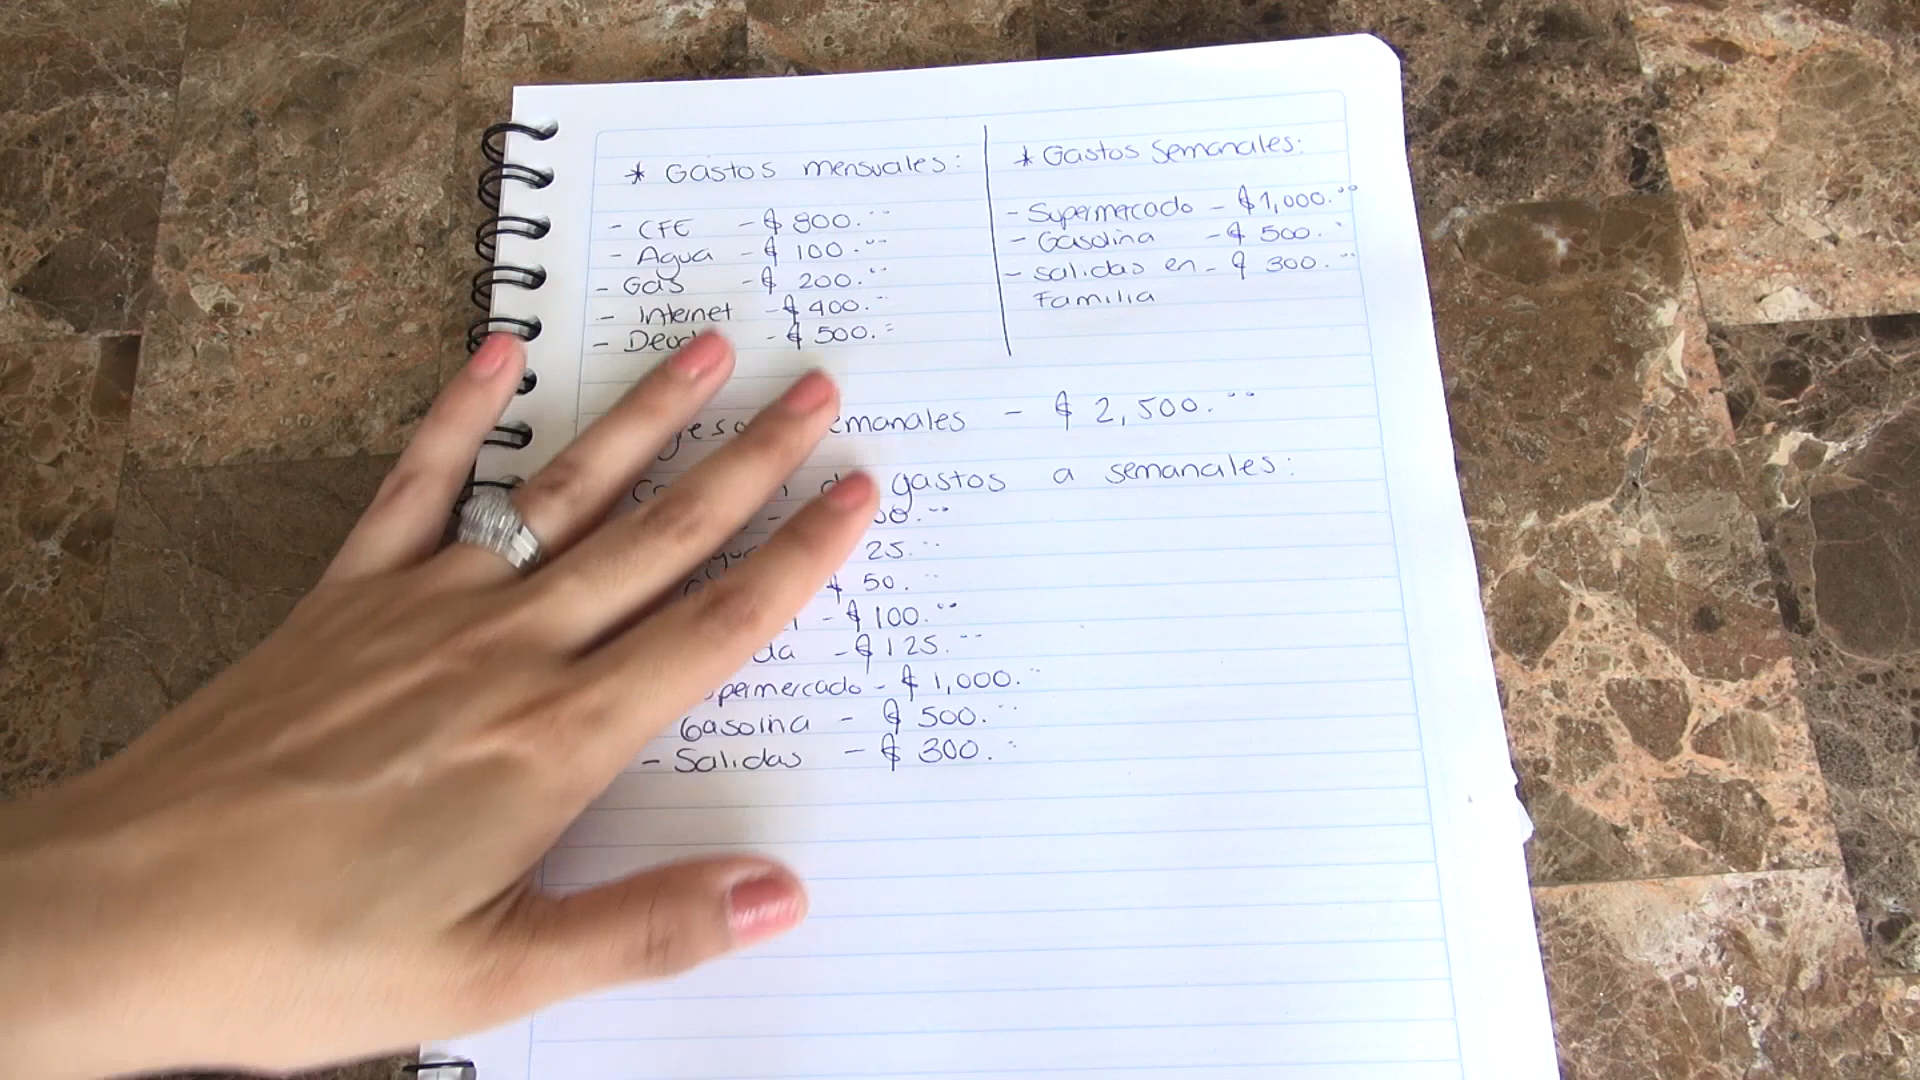 * Gastos mensuales:
- CFE - $ 800.00
- Agua - $ 100.00
- Gas - $ 200.00
- Internet - $ 400.00
- - $ 500.00
* Gastos semanales:
- Supermercado - $1,000.00
- Gasolina - $ 500.00
- Salidas en - $ 300.00
Familia
semanales - $ 2,500.00
gastos a semanales:
25.00
$ 50.00
- $ 100.00
- $ 125.00
- $ 1,000.00
Gasolina - $ 500.00
- Salidas - $ 300.00